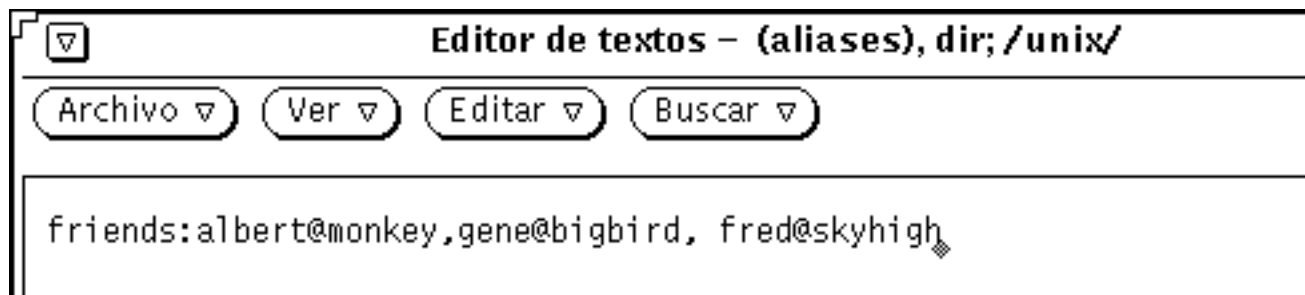 Editor de textos – (aliases), dir; /unix/
Archivo Ver Editar Buscar
friends:albert@monkey,gene@bigbird, fred@skyhigh